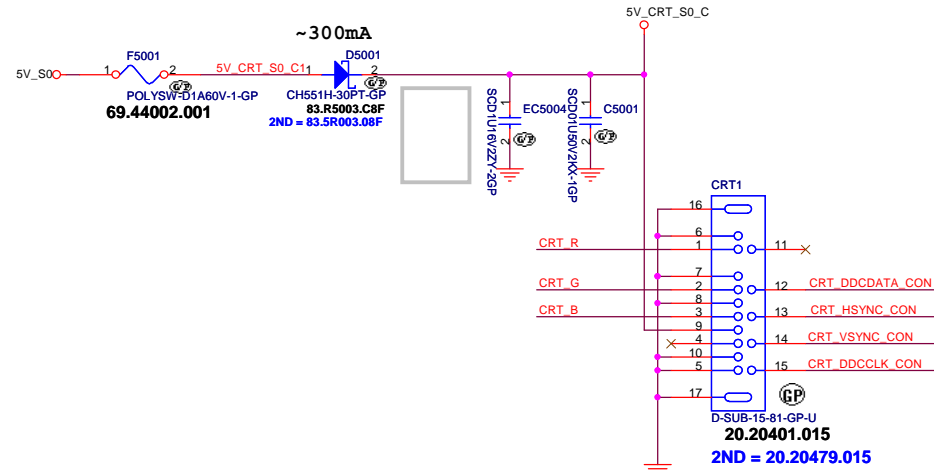 5V_CRT_S0_C
~300mA
F5001
D5001
5V_S0
1
2
5V_CRT_S0_C1
1
2
G/P
G/P
POLYSW-D1A60V-1-GP
69.44002.001
CH551H-30PT-GP
83.R5003.C8F
2ND = 83.5R003.08F
SCD1U16V2ZY-2GP
1
2
EC5004
G/P
SCD01U50V2KX-1GP
1
2
C5001
G/P
CRT1
16
6
CRT_R
1
11
7
CRT_G
2
12
CRT_DDCDATA_CON
8
CRT_B
3
13
CRT_HSYNC_CON
9
4
14
CRT_VSYNC_CON
10
5
15
CRT_DDCCLK_CON
17
GP
D-SUB-15-81-GP-U
20.20401.015
2ND = 20.20479.015